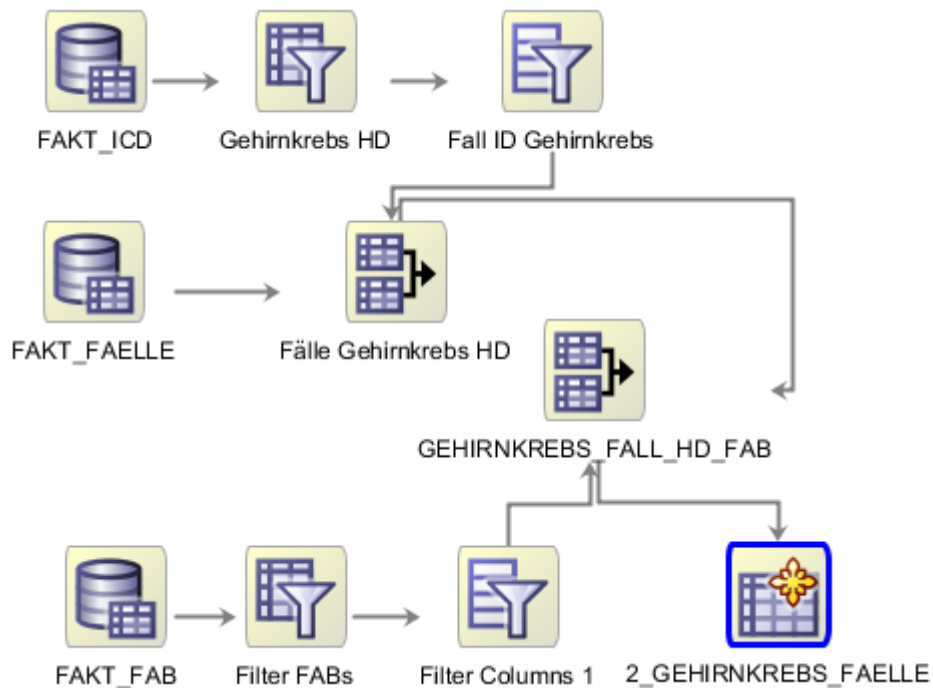 FAKT_ICD
Gehirnkrebs HD
Fall ID Gehirnkrebs
FAKT_FAELLE
Fälle Gehirnkrebs HD
GEHIRNKREBS_FALL_HD_FAB
FAKT_FAB
Filter FABs
Filter Columns 1
2_GEHIRNKREBS_FAELLE